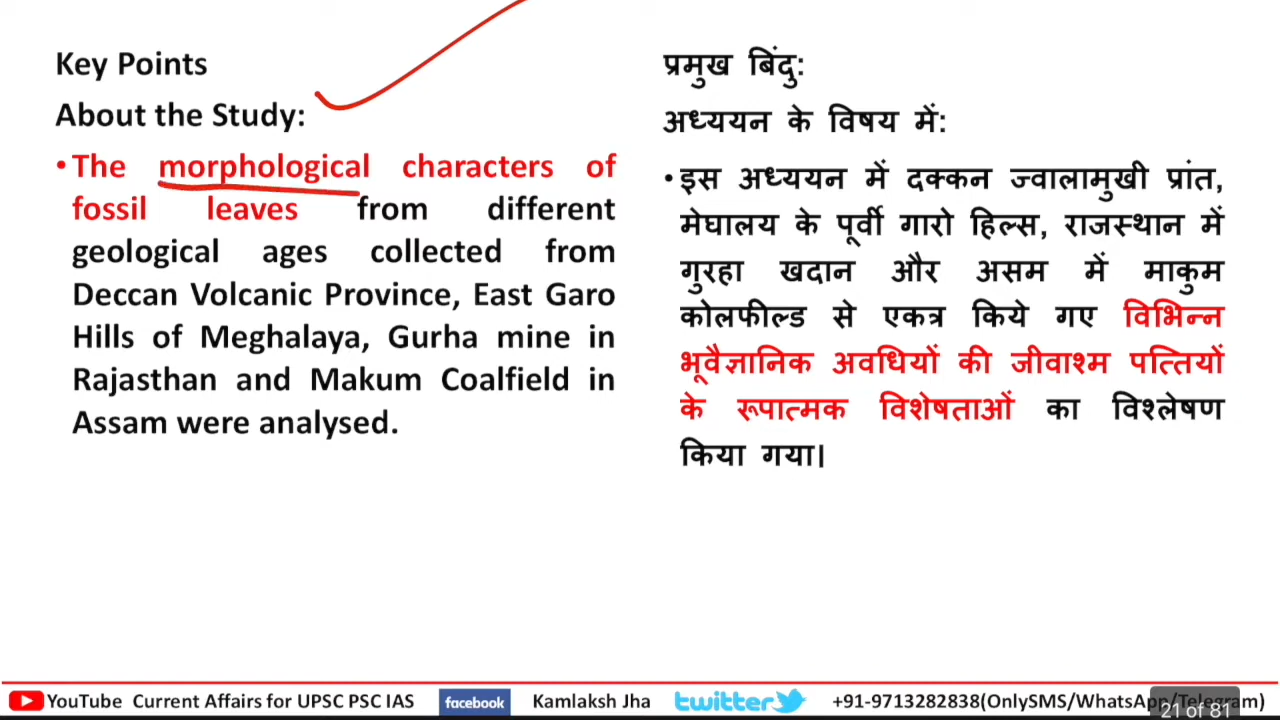 Key Points
About the Study:
• The morphological characters of
fossil leaves from different
geological ages collected from
Deccan Volcanic Province, East Garo
Hills of Meghalaya, Gurha mine in
Rajasthan and Makum Coalfield in
Assam were analysed.
प्रमुख बिंदु:
अध्ययन के विषय में:
• इस अध्ययन में दक्कन ज्वालामुखी प्रांत,
मेघालय के पूर्वी गारो हिल्स, राजस्थान में
गुरहा खदान और असम में माकुम
कोलफील्ड से एकत्र किये गए विभिन्न
भूवैज्ञानिक अवधियों की जीवाश्म पत्तियों
के रूपात्मक विशेषताओं का विश्लेषण
किया गया।
YouTube Current Affairs for UPSC PSC IAS facebook Kamlaksh Jha twitter +91-9713282838(OnlySMS/WhatsApp/Telegram)
21 of 81